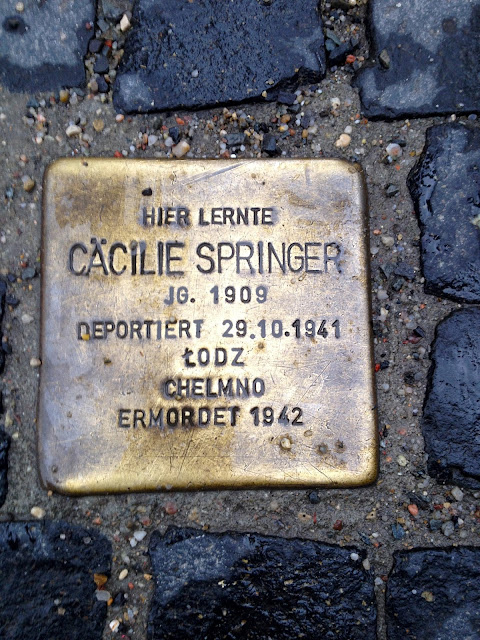 HIER LERNTE
CÄCILIE SPRINGER
JG. 1909
DEPORTIERT 29.10.1941
ŁODZ
CHELMNO
ERMORDET 1942